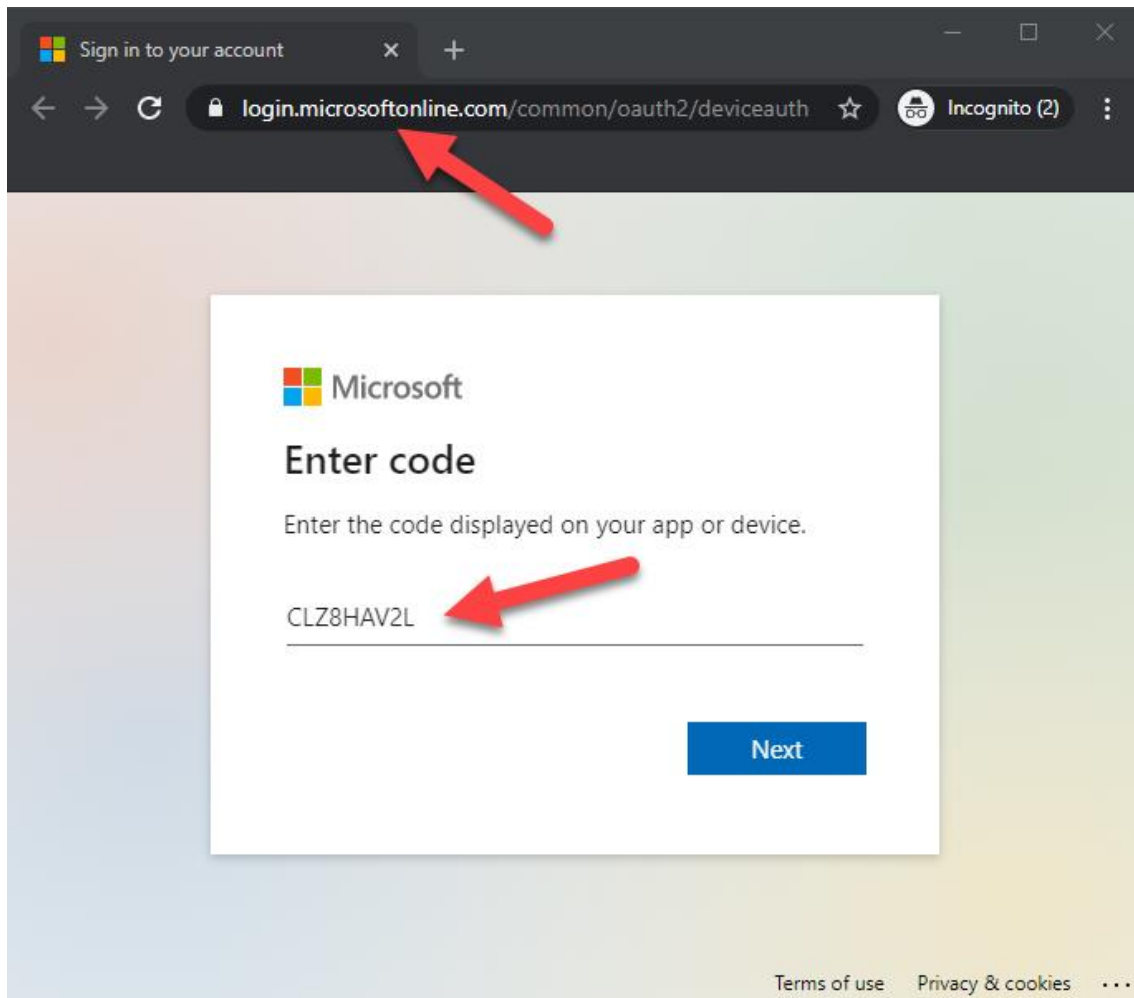 Sign in to your account
login.microsoftonline.com/common/oauth2/deviceauth Incognito (2)
Microsoft
Enter code
Enter the code displayed on your app or device.
CLZ8HAV2L
Next
Terms of use Privacy & cookies ...